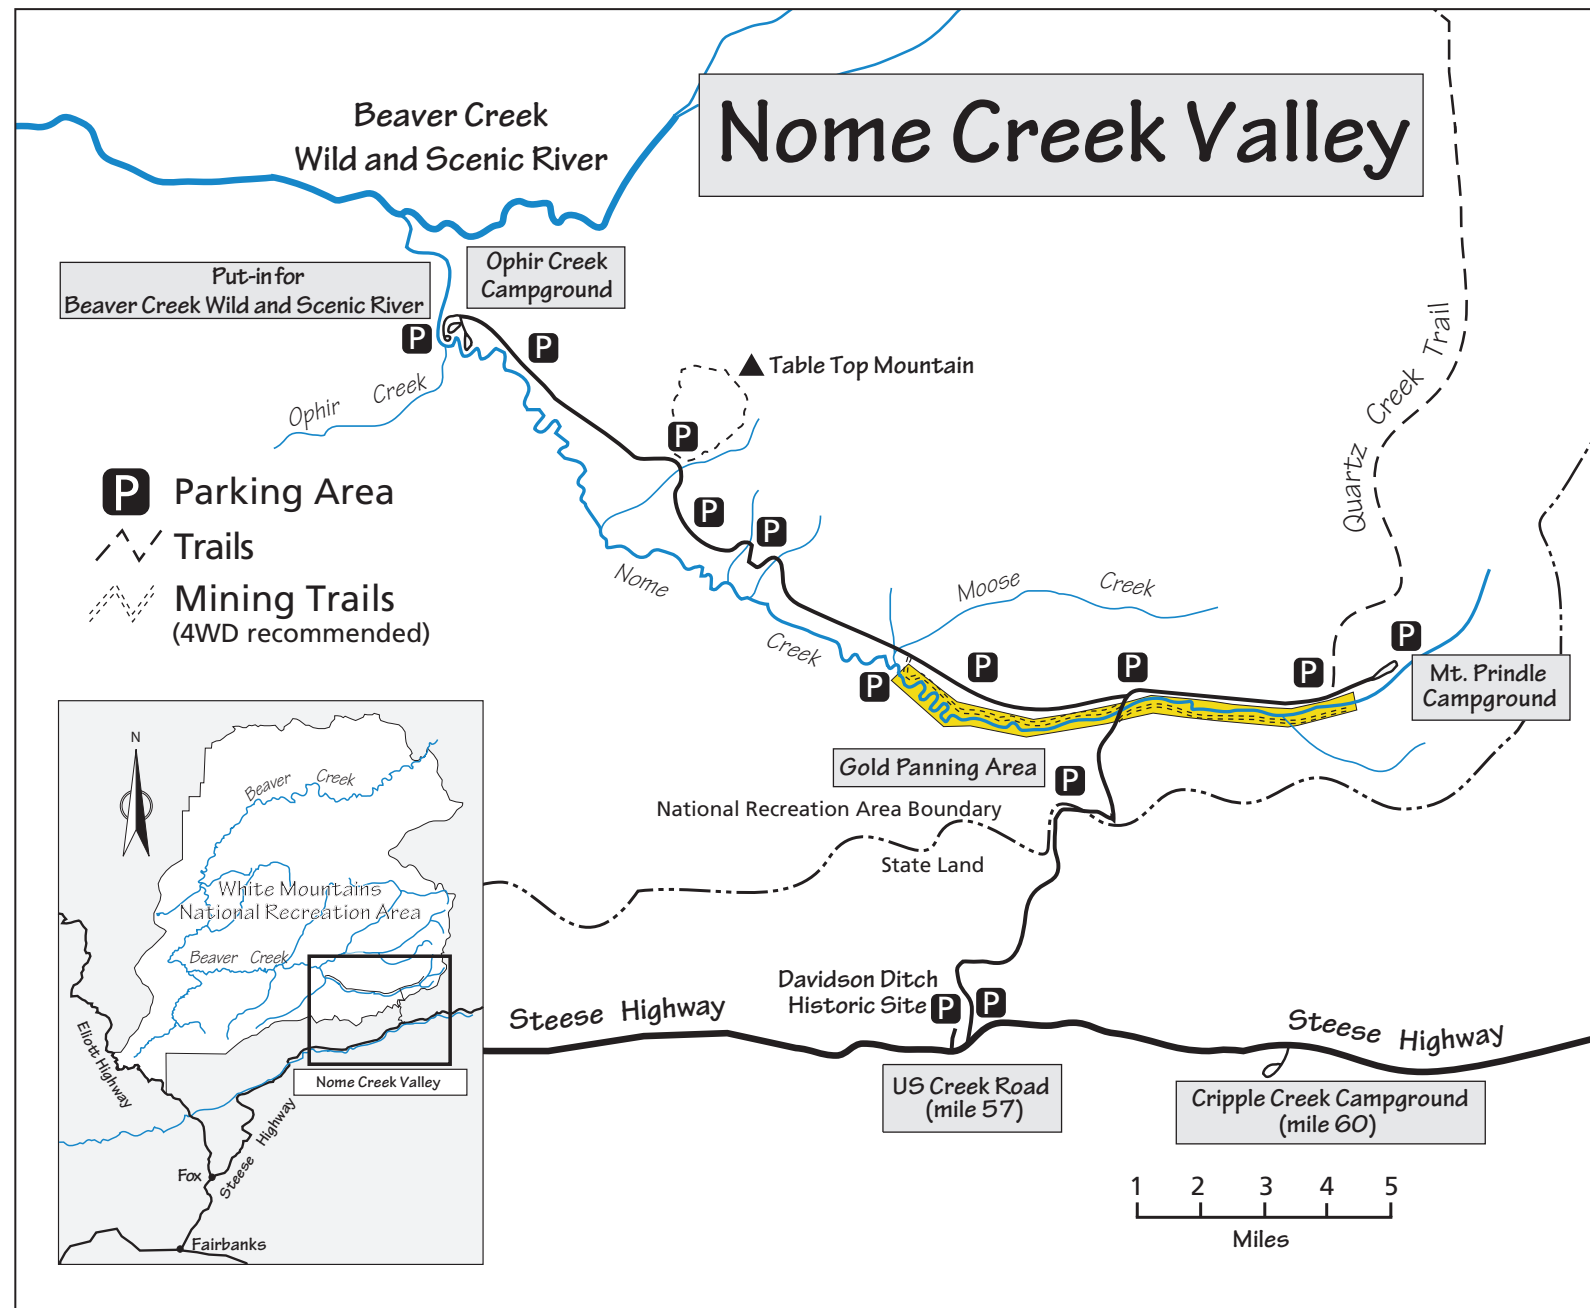 Nome Creek Valley
Beaver Creek
Wild and Scenic River
Put-in for
Beaver Creek Wild and Scenic River
Ophir Creek
Campground
P
P
Table Top Mountain
Ophir Creek
P
P
P
Quartz Creek Trail
P Parking Area
Trails
Mining Trails
(4WD recommended)
Nome Creek
Moose Creek
P
P
P
P
P
Mt. Prindle
Campground
Gold Panning Area
P
National Recreation Area Boundary
State Land
Davidson Ditch
Historic Site
P
P
Steese Highway
Steese Highway
US Creek Road
(mile 57)
Cripple Creek Campground
(mile 60)
1 2 3 4 5
Miles
N
Beaver Creek
White Mountains
National Recreation Area
Beaver Creek
Eliott Highway
Nome Creek Valley
Steese Highway
Fox
Fairbanks